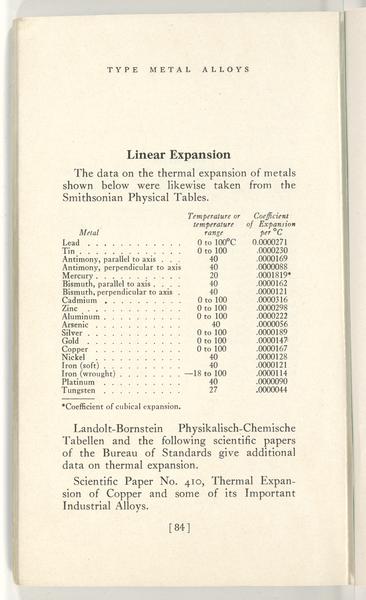 TYPE METAL ALLOYS
Linear Expansion
The data on the thermal expansion of metals
shown below were likewise taken from the
Smithsonian Physical Tables.
Metal Temperature or temperature range Coefficient of Expansion per °C
Lead . . . . . . . . . . . . 0 to 100°C 0.0000271
Tin . . . . . . . . . . . . 0 to 100 .0000230
Antimony, parallel to axis . . . 40 .0000169
Antimony, perpendicular to axis 40 .0000088
Mercury . . . . . . . . . . . 20 .0001819*
Bismuth, parallel to axis . . . . 40 .0000162
Bismuth, perpendicular to axis . 40 .0000121
Cadmium . . . . . . . . . . 0 to 100 .0000316
Zinc . . . . . . . . . . . . 0 to 100 .0000298
Aluminum . . . . . . . . . . 0 to 100 .0000222
Arsenic . . . . . . . . . . . 40 .0000056
Silver . . . . . . . . . . . . 0 to 100 .0000189
Gold . . . . . . . . . . . . 0 to 100 .0000147
Copper . . . . . . . . . . . 0 to 100 .0000167
Nickel . . . . . . . . . . . 40 .0000128
Iron (soft) . . . . . . . . . . 40 .0000121
Iron (wrought) . . . . . . . . —18 to 100 .0000114
Platinum . . . . . . . . . . 40 .0000090
Tungsten . . . . . . . . . . 27 .0000044
*Coefficient of cubical expansion.
Landolt-Bornstein Physikalisch-Chemische
Tabellen and the following scientific papers
of the Bureau of Standards give additional
data on thermal expansion.
Scientific Paper No. 410, Thermal Expan-
sion of Copper and some of its Important
Industrial Alloys.
[84]